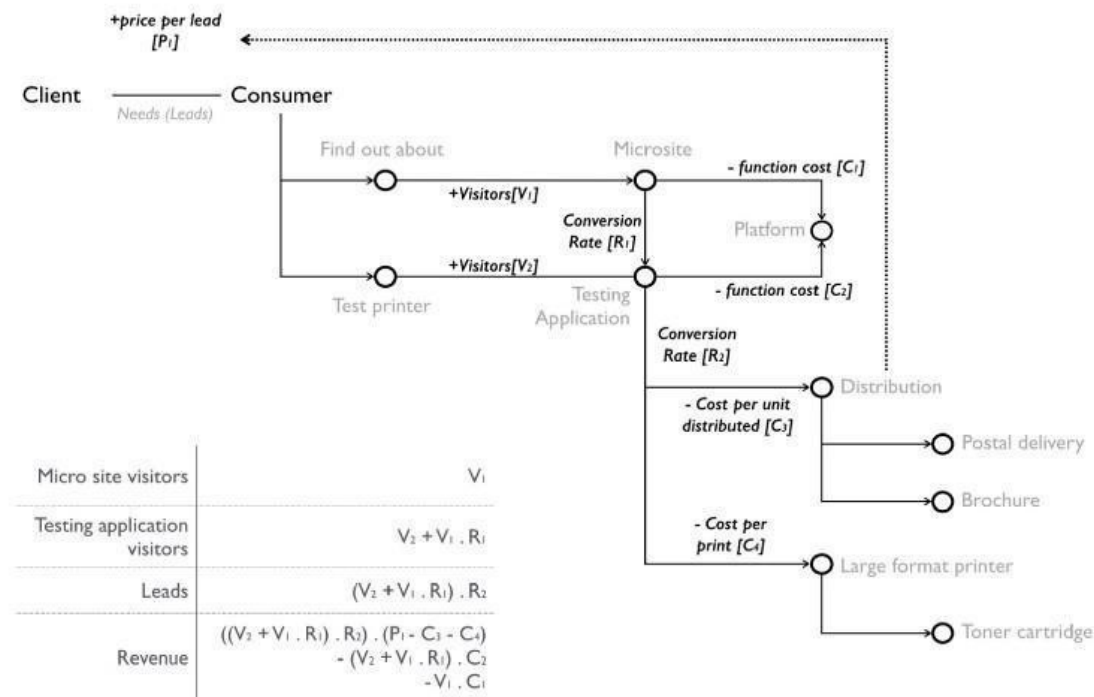 +price per lead
[P₁]
Client
Needs (Leads)
Consumer
Find out about
Microsite
- function cost [C₁]
+Visitors[V₁]
Conversion
Rate [R₁]
Platform
+Visitors[V₂]
- function cost [C₂]
Test printer
Testing
Application
Conversion
Rate [R₂]
Distribution
- Cost per unit
distributed [C₃]
Postal delivery
Brochure
- Cost per
print [C₄]
Large format printer
Toner cartridge
Micro site visitors V₁
Testing application
visitors V₂ + V₁ . R₁
Leads (V₂ + V₁ . R₁) . R₂
Revenue ((V₂ + V₁ . R₁) . R₂) . (P₁ - C₃ - C₄)
- (V₂ + V₁ . R₁) . C₂
- V₁ . C₁